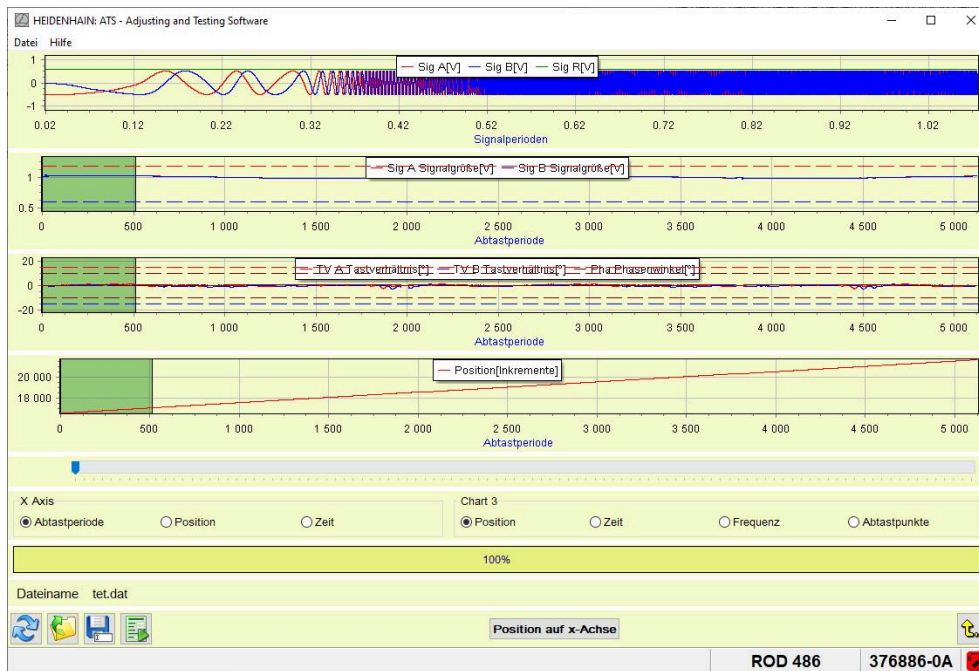 HEIDENHAIN: ATS - Adjusting and Testing Software
Datei Hilfe
Sig A[V] Sig B[V] Sig R[V]
1
0
-1
0.02 0.12 0.22 0.32 0.42 0.52 0.62 0.72 0.82 0.92 1.02
Signalperioden
Sig A Signalgröße[V] Sig B Signalgröße[V]
1
0.5
0 500 1 000 1 500 2 000 2 500 3 000 3 500 4 000 4 500 5 000
Abtastperiode
TV A Tastverhältnis[°] TV B Tastverhältnis[°] Pha Phasenwinkel[°]
20
0
-20
0 500 1 000 1 500 2 000 2 500 3 000 3 500 4 000 4 500 5 000
Abtastperiode
Position[Inkremente]
20 000
18 000
0 500 1 000 1 500 2 000 2 500 3 000 3 500 4 000 4 500 5 000
Abtastperiode
X Axis Chart 3
Abtastperiode Position Zeit Position Zeit Frequenz Abtastpunkte
100%
Dateiname tet.dat
Position auf x-Achse
ROD 486 376886-0A